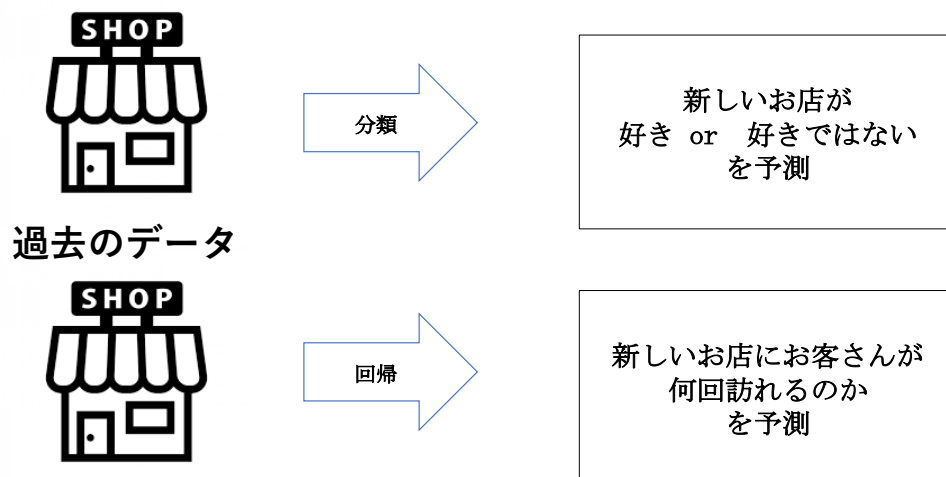 SHOP
分類
新しいお店が
好き or 好きではない
を予測
過去のデータ
SHOP
回帰
新しいお店にお客さんが
何回訪れるのか
を予測